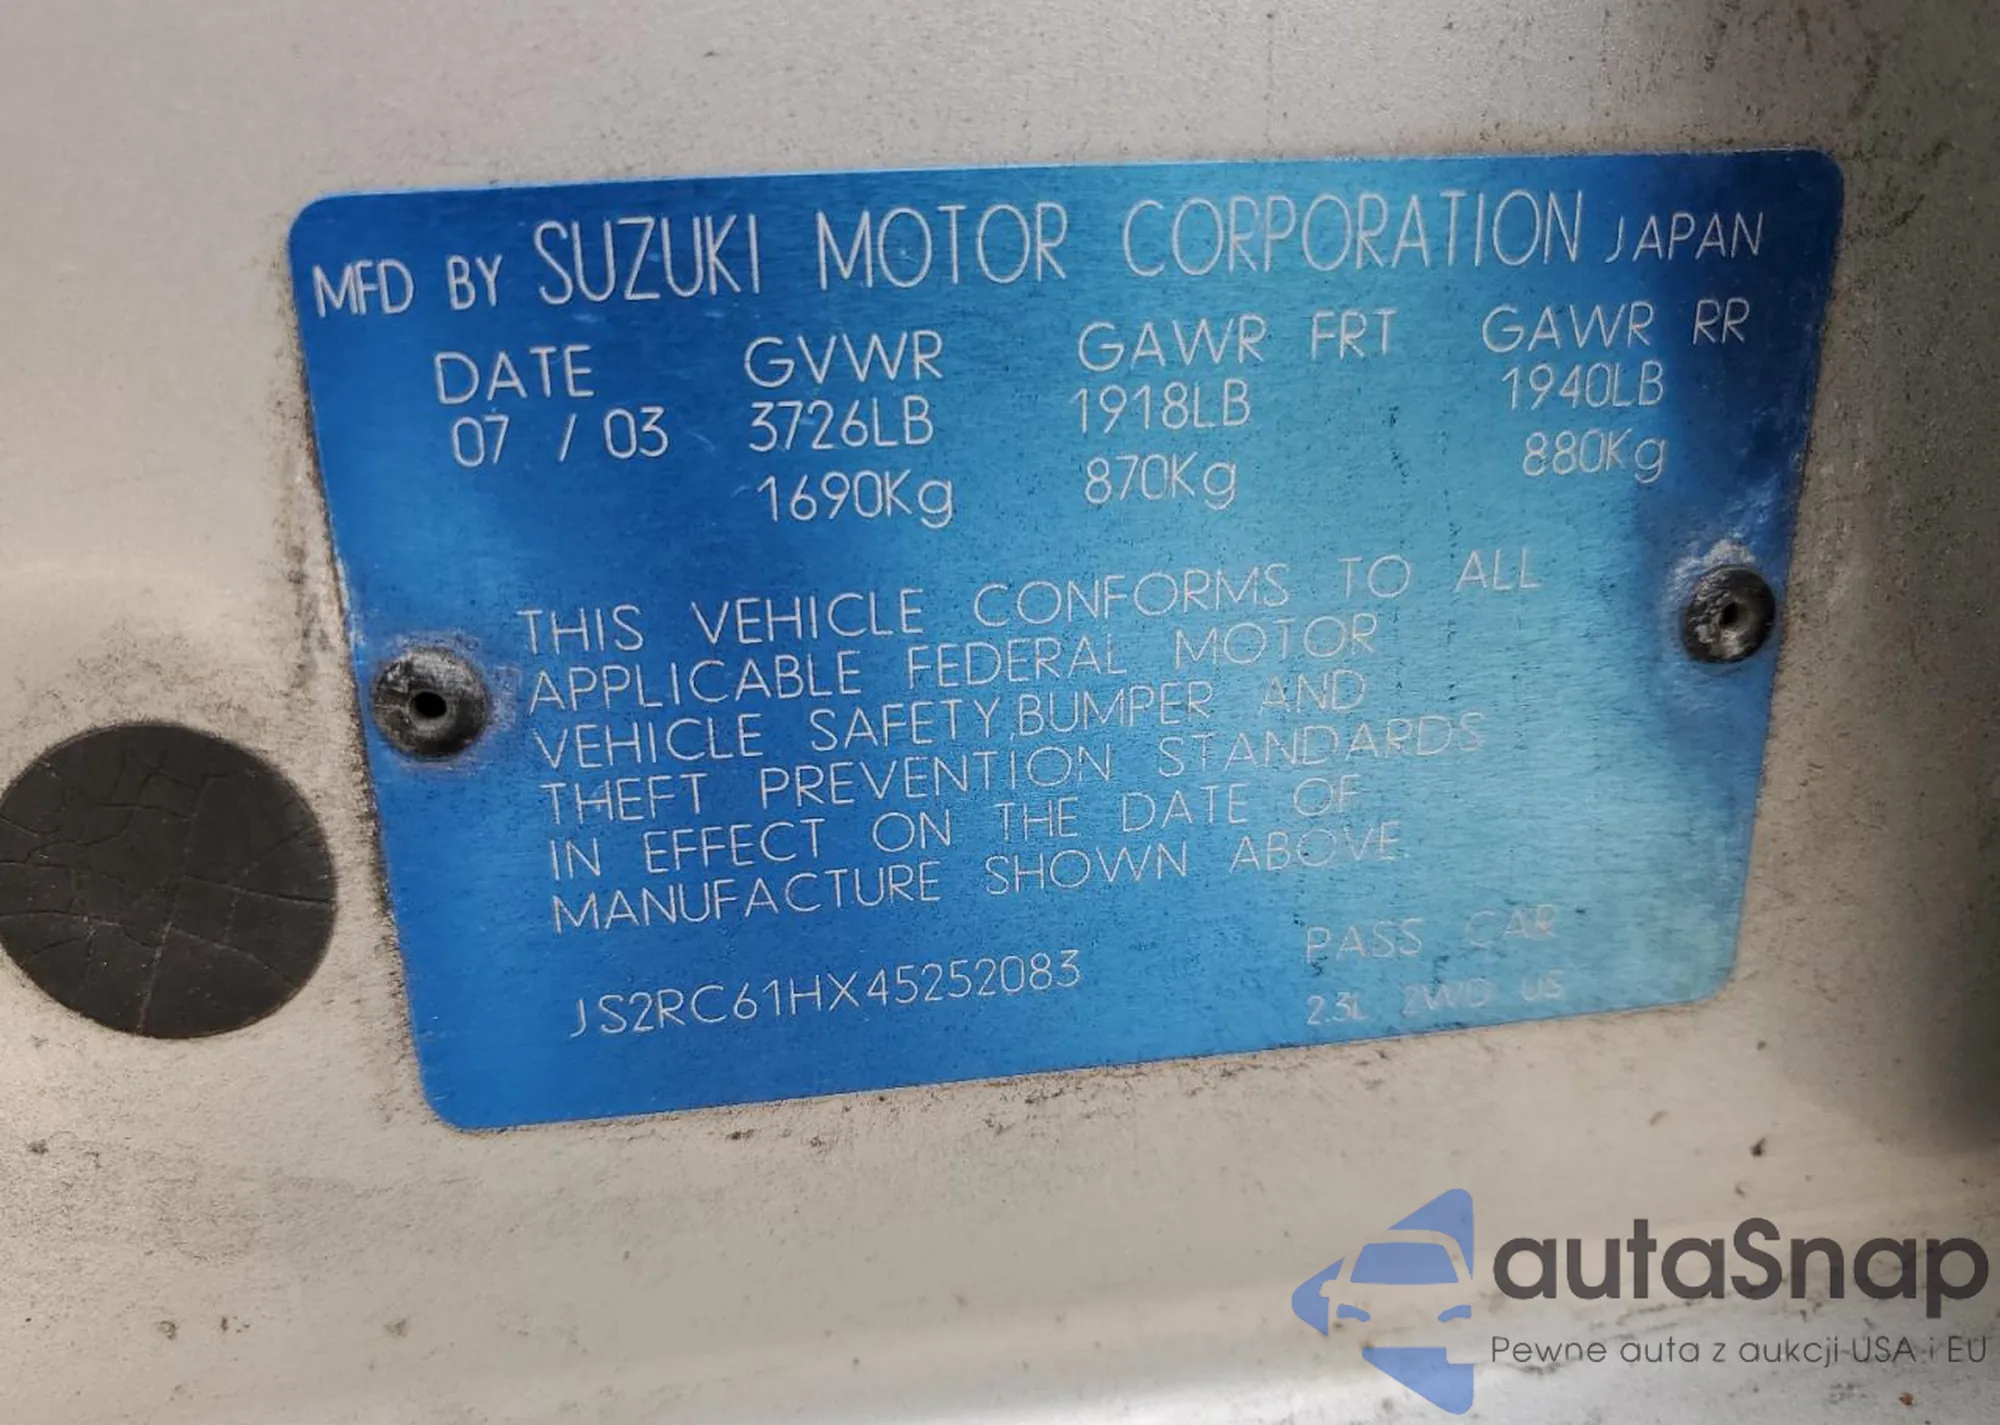 MFD BY SUZUKI MOTOR CORPORATION JAPAN
DATE GVWR GAWR FRT GAWR RR
07 / 03 3726LB 1918LB 1940LB
1690Kg 870Kg 880Kg
THIS VEHICLE CONFORMS TO ALL
APPLICABLE FEDERAL MOTOR
VEHICLE SAFETY,BUMPER AND
THEFT PREVENTION STANDARDS
IN EFFECT ON THE DATE OF
MANUFACTURE SHOWN ABOVE.
JS2RC61HX45252083 PASS CAR
2.3L 2WD US
autaSnap
Pewne auta z aukcji USA i EU